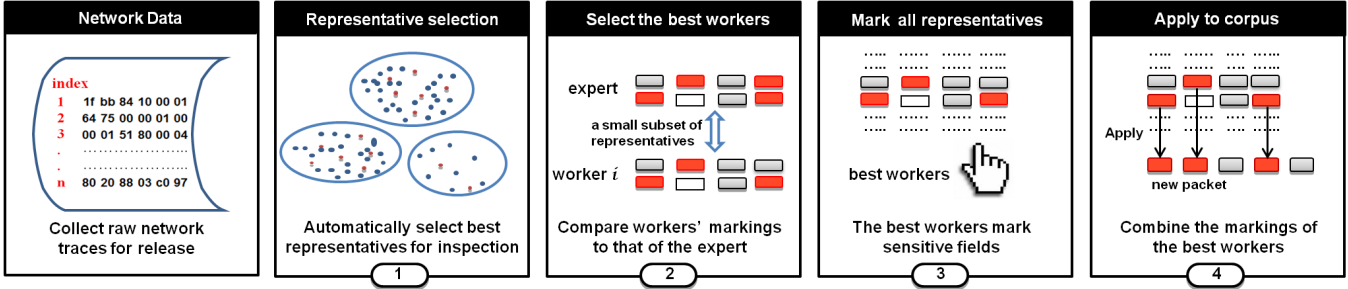 Network Data
index
1 1f bb 84 10 00 01
2 64 75 00 00 01 00
3 00 01 51 80 00 04
. ........................
. ........................
n 80 20 88 03 c0 97
Collect raw network
traces for release
Representative selection
Automatically select best
representatives for inspection
1
Select the best workers
expert
a small subset of
representatives
worker i
Compare workers' markings
to that of the expert
2
Mark all representatives
...... ...... ...... ......
...... ...... ...... ......
...... ...... ...... ......
...... ...... ...... ......
best workers
The best workers mark
sensitive fields
3
Apply to corpus
...... ...... ...... ......
...... ...... ...... ......
...... ...... ...... ......
Apply
...... ...... ...... ......
new packet
Combine the markings of
the best workers
4